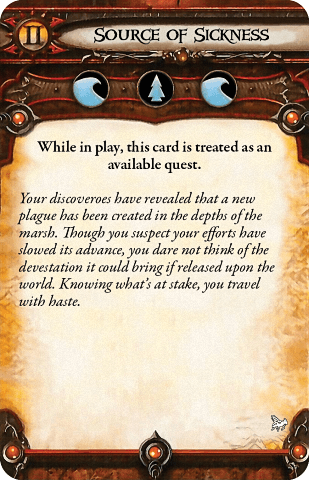 II
Source of Sickness
While in play, this card is treated as an
available quest.
Your discoveroes have revealed that a new
plague has been created in the depths of the
marsh. Though you suspect your efforts have
slowed its advance, you dare not think of the
devestation it could bring if released upon the
world. Knowing what's at stake, you travel
with haste.